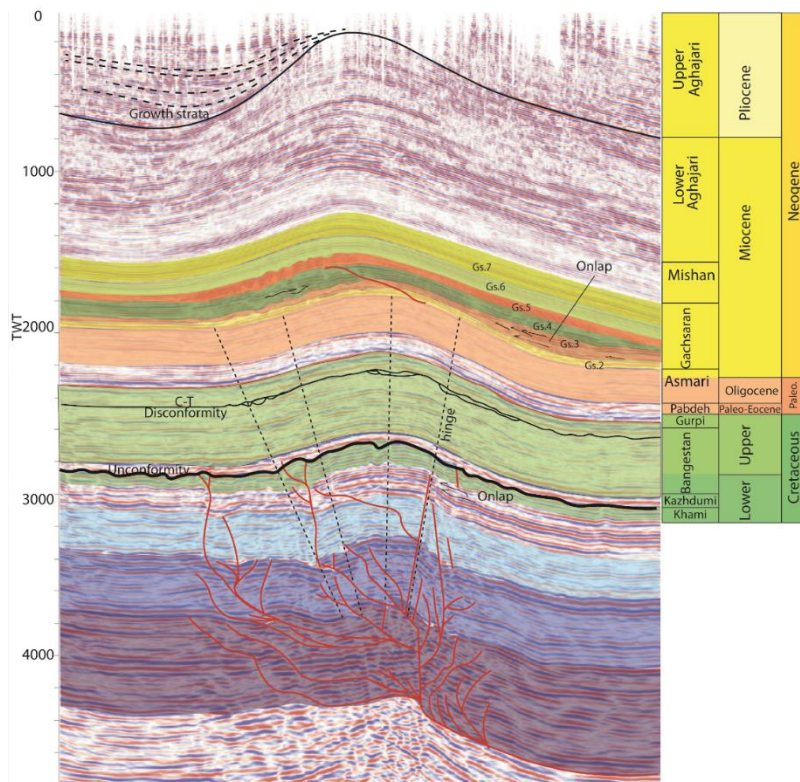 0
1000
2000
3000
4000
TWT
Growth strata
Gs.7
Gs.6
Gs.5
Gs.4
Gs.3
Gs.2
Onlap
C-T
Disconformity
hinge
Unconformity
Onlap
Upper
Aghajari
Lower
Aghajari
Mishan
Gachsaran
Asmari
Pabdeh
Gurpi
Bangestan
Kazhdumi
Khami
Pliocene
Miocene
Oligocene
Paleo-Eocene
Upper
Lower
Neogene
Paleo.
Cretaceous